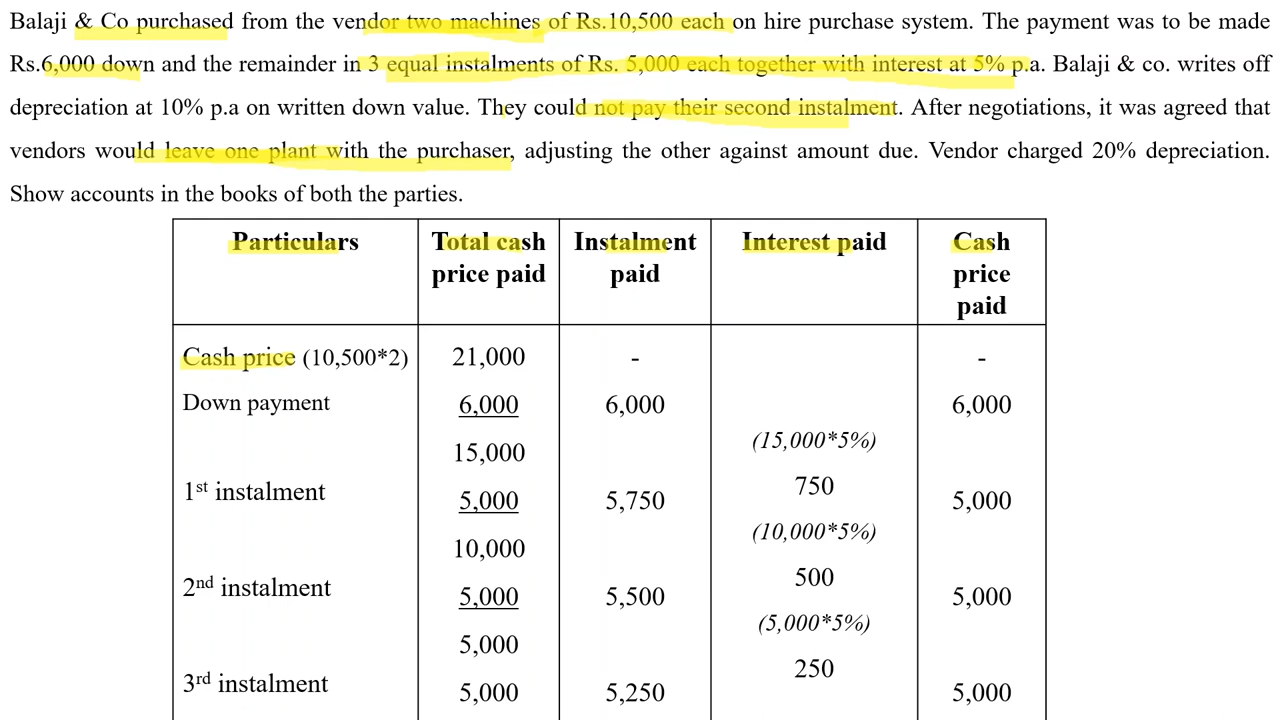 Balaji & Co purchased from the vendor two machines of Rs.10,500 each on hire purchase system. The payment was to be made
Rs.6,000 down and the remainder in 3 equal instalments of Rs. 5,000 each together with interest at 5% p.a. Balaji & co. writes off
depreciation at 10% p.a on written down value. They could not pay their second instalment. After negotiations, it was agreed that
vendors would leave one plant with the purchaser, adjusting the other against amount due. Vendor charged 20% depreciation.
Show accounts in the books of both the parties.
Particulars Total cash Instalment Interest paid Cash
price paid paid price
paid
Cash price (10,500*2) 21,000 - -
Down payment 6,000 6,000 6,000
(15,000*5%)
15,000
750
1st instalment 5,000 5,750 5,000
(10,000*5%)
10,000
500
2nd instalment 5,000 5,500 5,000
(5,000*5%)
5,000
250
3rd instalment 5,000 5,250 5,000